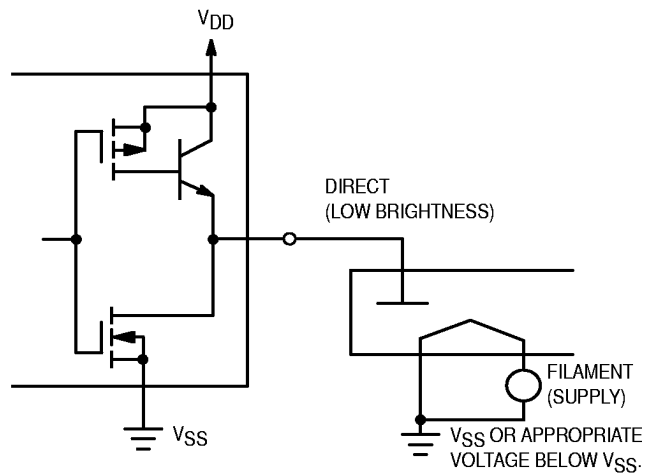 VDD
DIRECT
(LOW BRIGHTNESS)
FILAMENT
(SUPPLY)
VSS
VSS OR APPROPRIATE
VOLTAGE BELOW VSS.